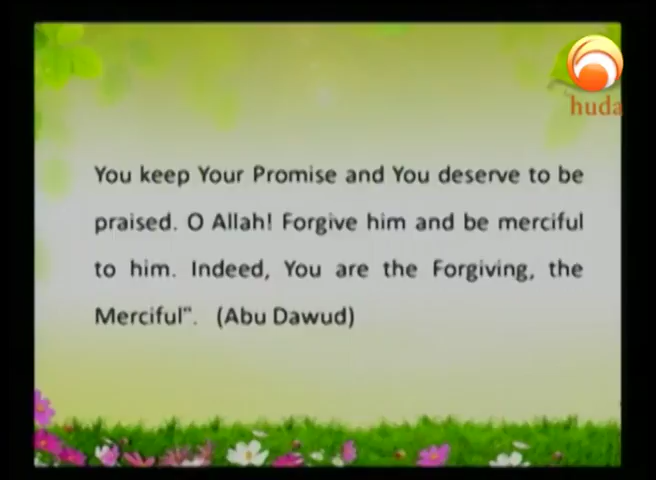 huda
You keep Your Promise and You deserve to be
praised. O Allah! Forgive him and be merciful
to him. Indeed, You are the Forgiving, the
Merciful". (Abu Dawud)